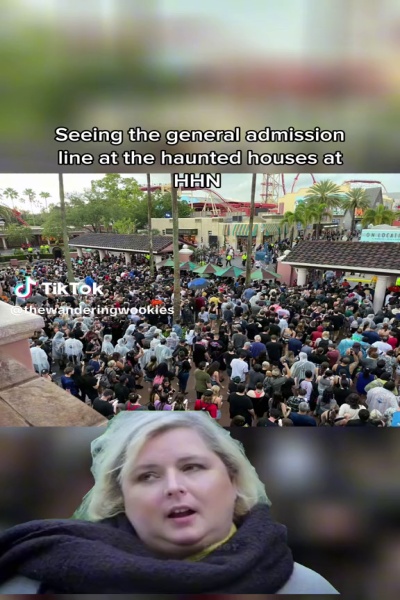 Seeing the general admission
line at the haunted houses at
HHN
TikTok
@thewanderingwookies